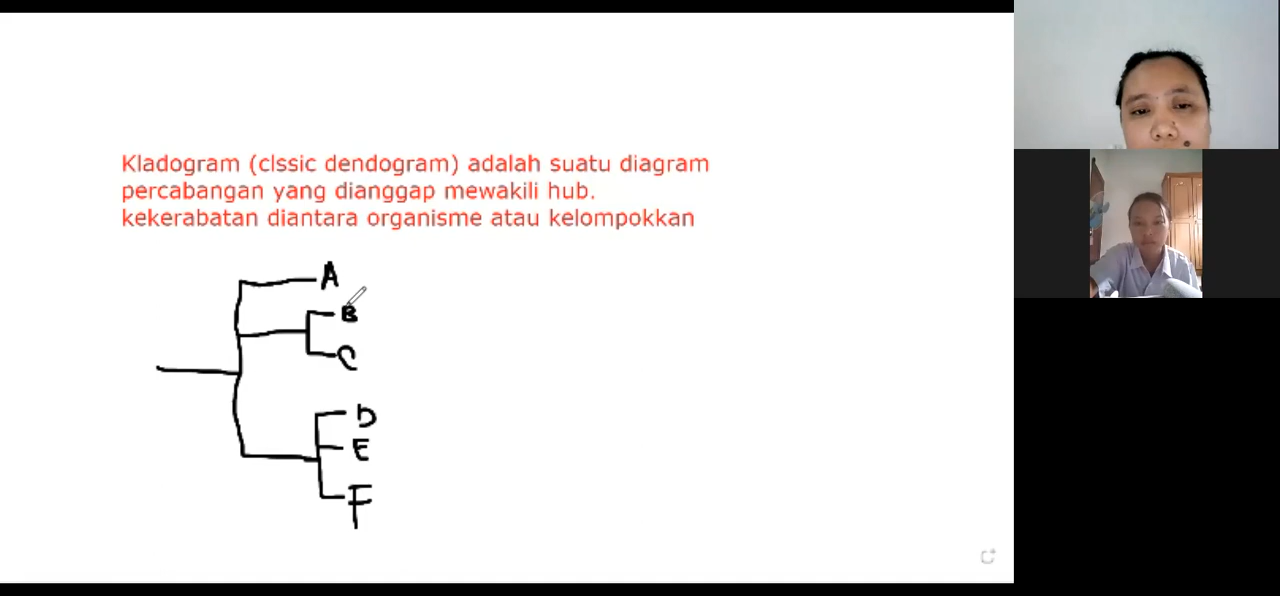 Kladogram (clssic dendogram) adalah suatu diagram
percabangan yang dianggap mewakili hub.
kekerabatan diantara organisme atau kelompokkan
A
B
C
D
E
F